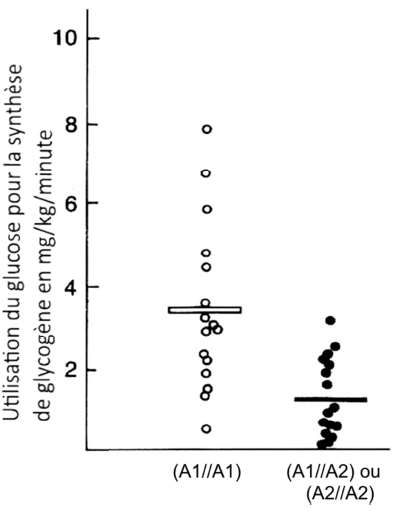 Utilisation du glucose pour la synthèse
de glycogène en mg/kg/minute
10
8
6
4
2
(A1//A1)
(A1//A2) ou
(A2//A2)